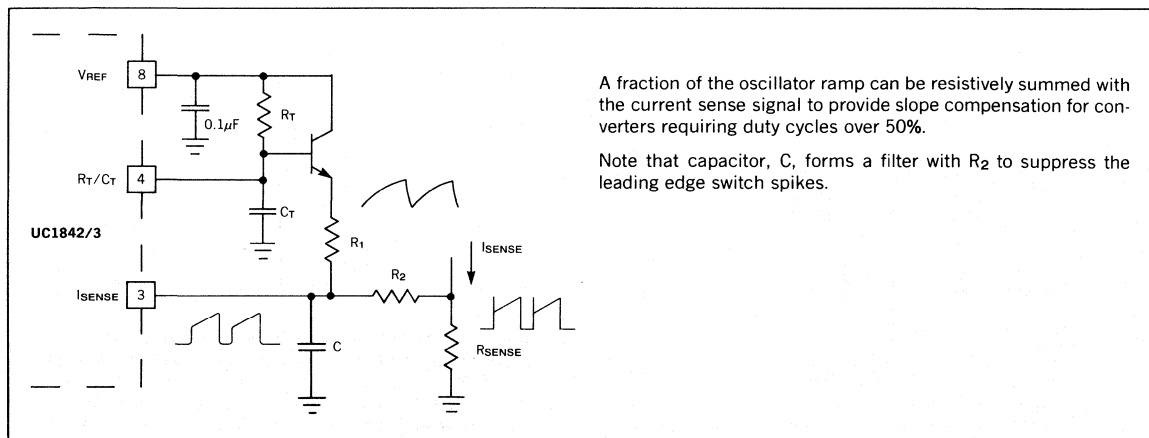 VREF
8
0.1μF
RT
RT/CT
4
CT
UC1842/3
R1
ISENSE
R2
ISENSE
3
C
RSENSE
A fraction of the oscillator ramp can be resistively summed with
the current sense signal to provide slope compensation for con-
verters requiring duty cycles over 50%.
Note that capacitor, C, forms a filter with R2 to suppress the
leading edge switch spikes.